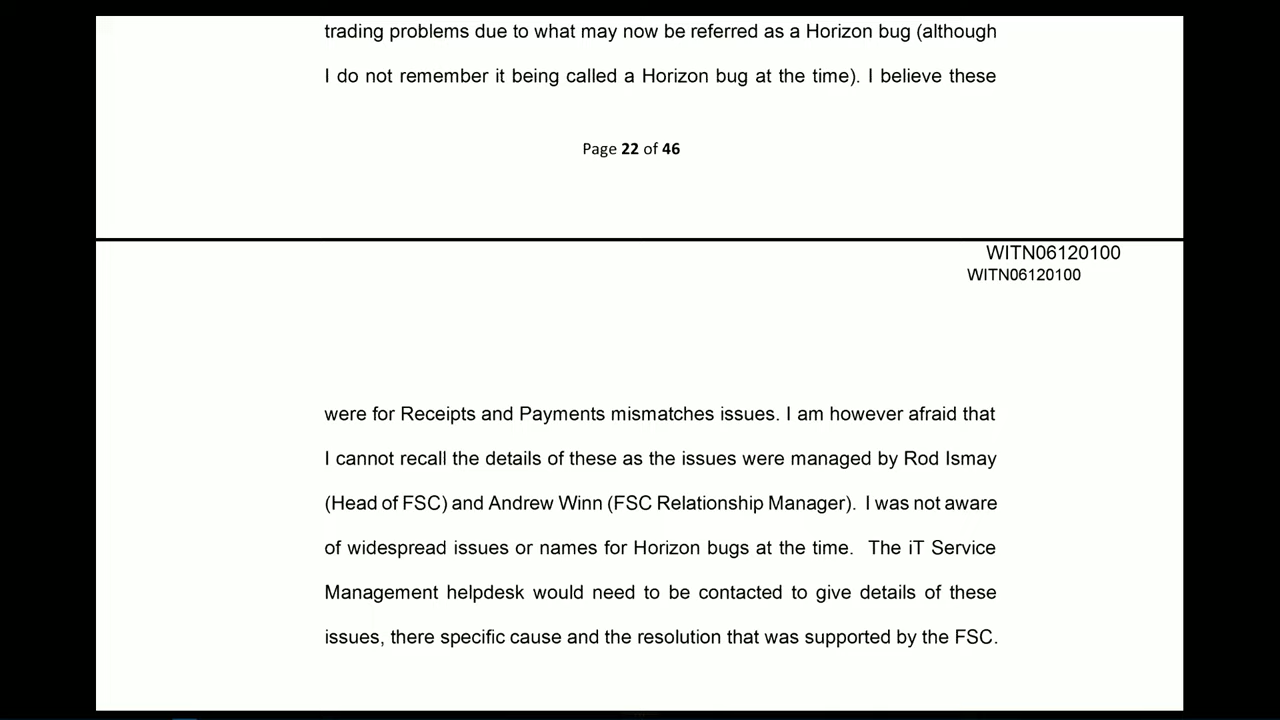 trading problems due to what may now be referred as a Horizon bug (although
I do not remember it being called a Horizon bug at the time). I believe these
Page 22 of 46
WITN06120100
WITN06120100
were for Receipts and Payments mismatches issues. I am however afraid that
I cannot recall the details of these as the issues were managed by Rod Ismay
(Head of FSC) and Andrew Winn (FSC Relationship Manager). I was not aware
of widespread issues or names for Horizon bugs at the time. The iT Service
Management helpdesk would need to be contacted to give details of these
issues, there specific cause and the resolution that was supported by the FSC.